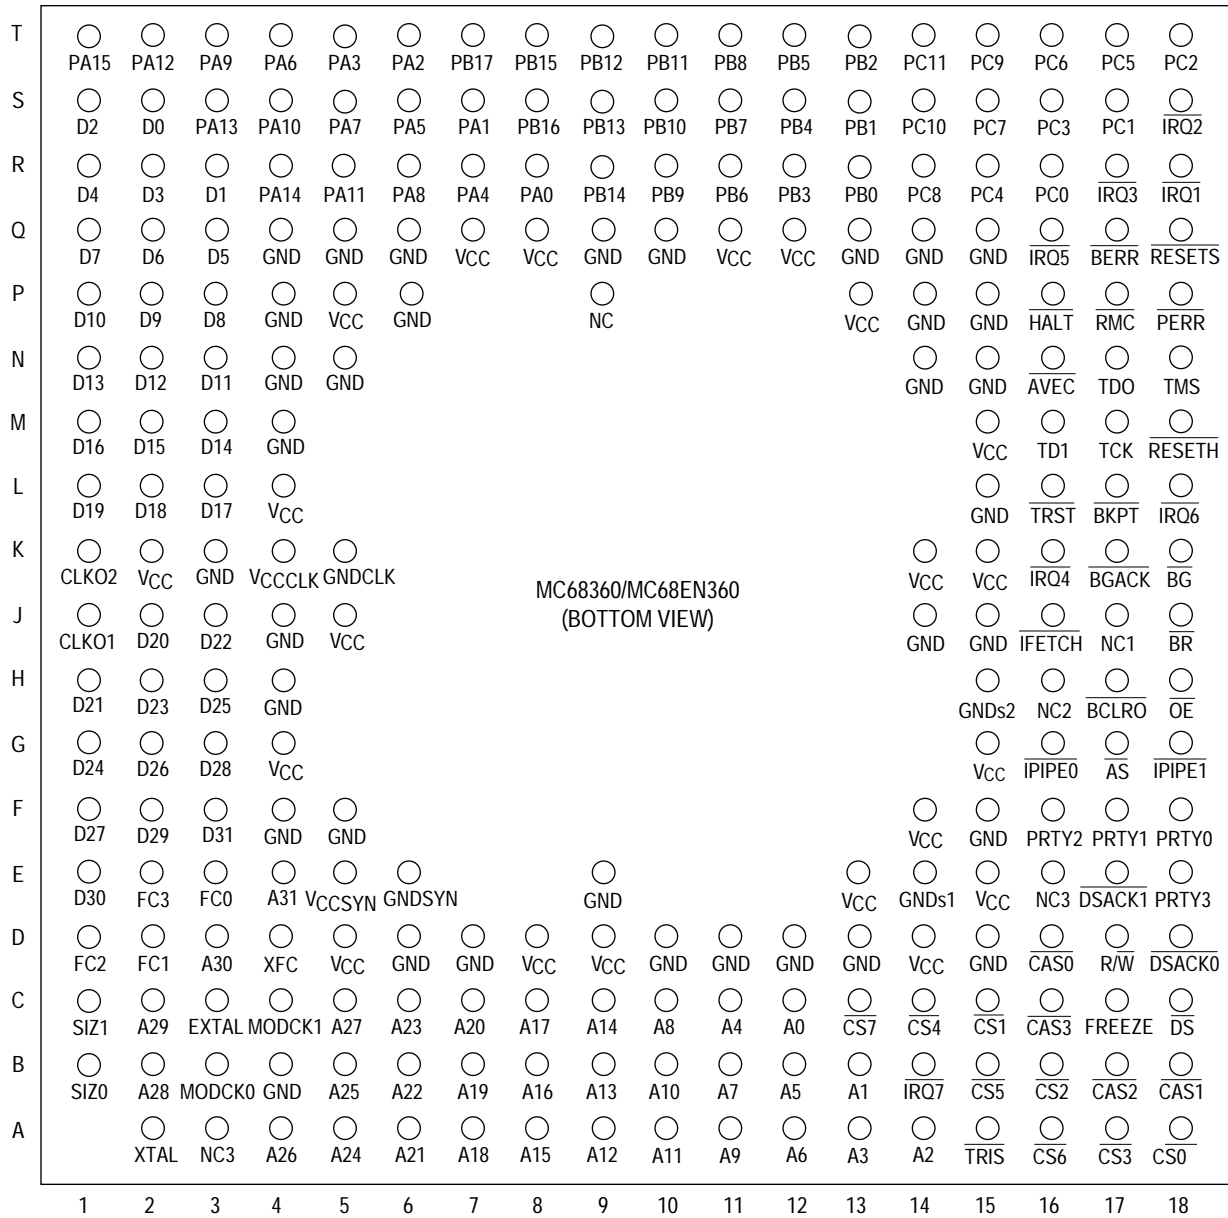 T
PA15 PA12 PA9 PA6 PA3 PA2 PB17 PB15 PB12 PB11 PB8 PB5 PB2 PC11 PC9 PC6 PC5 PC2
S
D2 D0 PA13 PA10 PA7 PA5 PA1 PB16 PB13 PB10 PB7 PB4 PB1 PC10 PC7 PC3 PC1 IRQ2
R
D4 D3 D1 PA14 PA11 PA8 PA4 PA0 PB14 PB9 PB6 PB3 PB0 PC8 PC4 PC0 IRQ3 IRQ1
Q
D7 D6 D5 GND GND GND VCC VCC GND GND VCC VCC GND GND GND IRQ5 BERR RESETS
P
D10 D9 D8 GND VCC GND NC VCC GND GND HALT RMC PERR
N
D13 D12 D11 GND GND GND GND AVEC TDO TMS
M
D16 D15 D14 GND VCC TD1 TCK RESETH
L
D19 D18 D17 VCC GND TRST BKPT IRQ6
K
CLKO2 VCC GND VCCCLK GNDCLK VCC VCC IRQ4 BGACK BG
MC68360/MC68EN360
(BOTTOM VIEW)
J
CLKO1 D20 D22 GND VCC GND GND IFETCH NC1 BR
H
D21 D23 D25 GND GNDs2 NC2 BCLRO OE
G
D24 D26 D28 VCC VCC IPIPE0 AS IPIPE1
F
D27 D29 D31 GND GND VCC GND PRTY2 PRTY1 PRTY0
E
D30 FC3 FC0 A31 VCCSYN GNDSYN GND VCC GNDs1 VCC NC3 DSACK1 PRTY3
D
FC2 FC1 A30 XFC VCC GND GND VCC VCC GND GND GND GND VCC GND CAS0 R/W DSACK0
C
SIZ1 A29 EXTAL MODCK1 A27 A23 A20 A17 A14 A8 A4 A0 CS7 CS4 CS1 CAS3 FREEZE DS
B
SIZ0 A28 MODCK0 GND A25 A22 A19 A16 A13 A10 A7 A5 A1 IRQ7 CS5 CS2 CAS2 CAS1
A
XTAL NC3 A26 A24 A21 A18 A15 A12 A11 A9 A6 A3 A2 TRIS CS6 CS3 CS0
1 2 3 4 5 6 7 8 9 10 11 12 13 14 15 16 17 18